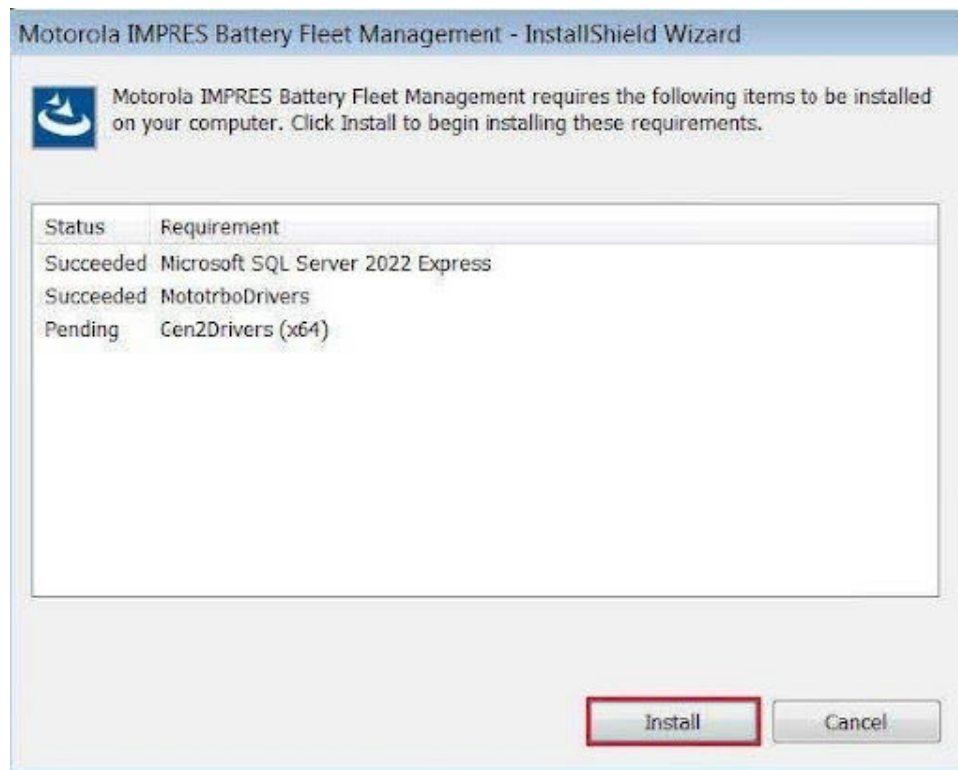 Motorola IMPRES Battery Fleet Management - InstallShield Wizard
Motorola IMPRES Battery Fleet Management requires the following items to be installed
on your computer. Click Install to begin installing these requirements.
Status Requirement
Succeeded Microsoft SQL Server 2022 Express
Succeeded MototrboDrivers
Pending Gen2Drivers (x64)
Install Cancel